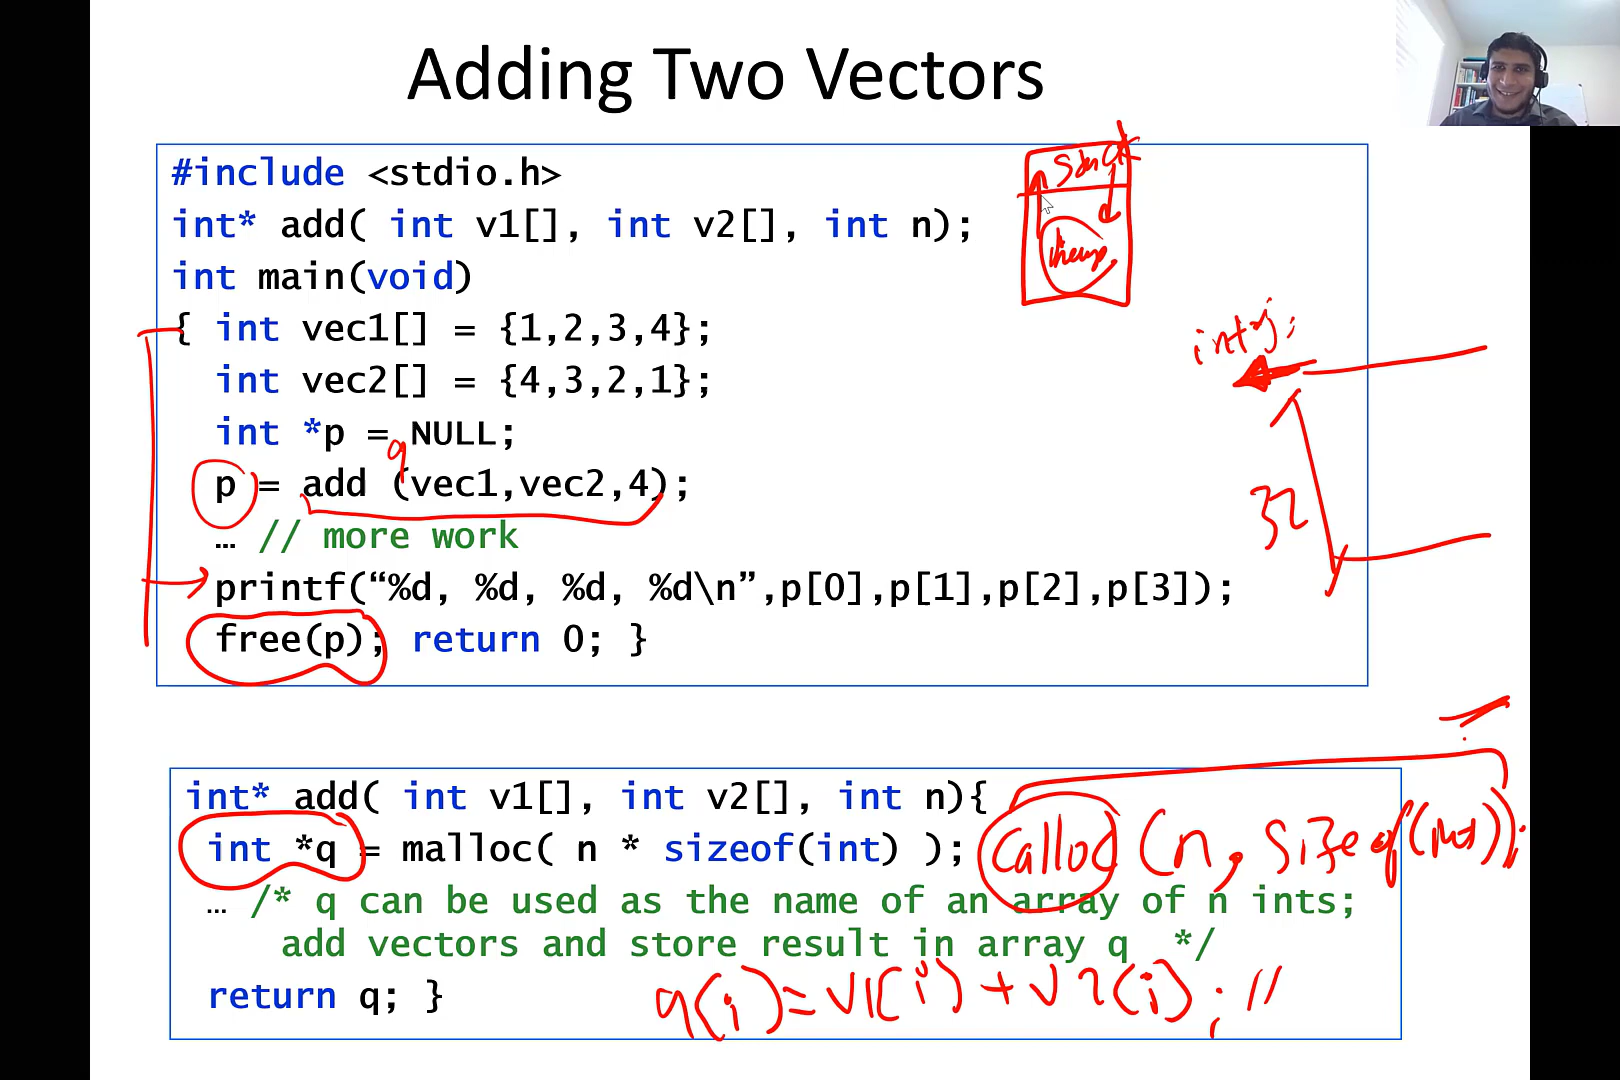 Adding Two Vectors
#include <stdio.h>
int* add( int v1[], int v2[], int n);
int main(void)
{ int vec1[] = {1,2,3,4};
int vec2[] = {4,3,2,1};
int *p = NULL;
q
p = add (vec1,vec2,4);
… // more work
printf(“%d, %d, %d, %d\n”,p[0],p[1],p[2],p[3]);
free(p); return 0; }
Stack
heap
int j;
32
int* add( int v1[], int v2[], int n){
int *q = malloc( n * sizeof(int) ); Calloc (n, sizeof(int));
… /* q can be used as the name of an array of n ints;
add vectors and store result in array q */
return q; }
q[i] = v1[i] + v2[i]; //